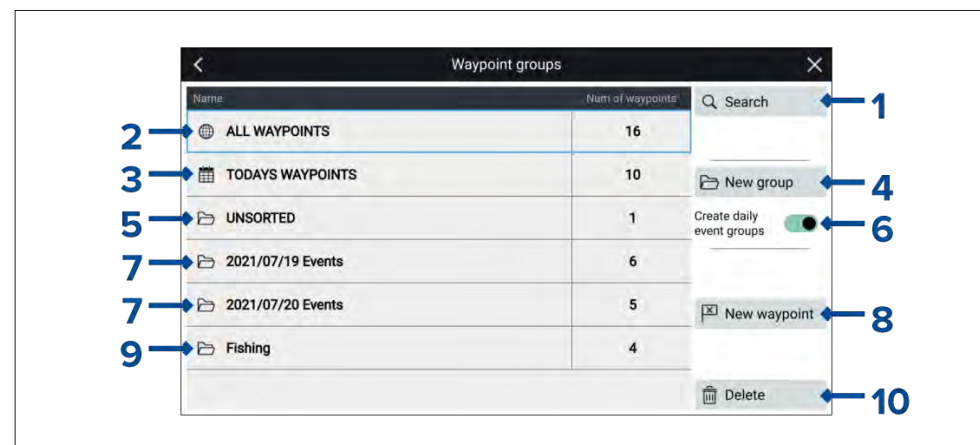 Waypoint groups
Name Num of waypoints
Search 1
2 ALL WAYPOINTS 16
3 TODAYS WAYPOINTS 10
New group 4
5 UNSORTED 1
Create daily
event groups 6
7 2021/07/19 Events 6
7 2021/07/20 Events 5
New waypoint 8
9 Fishing 4
Delete 10